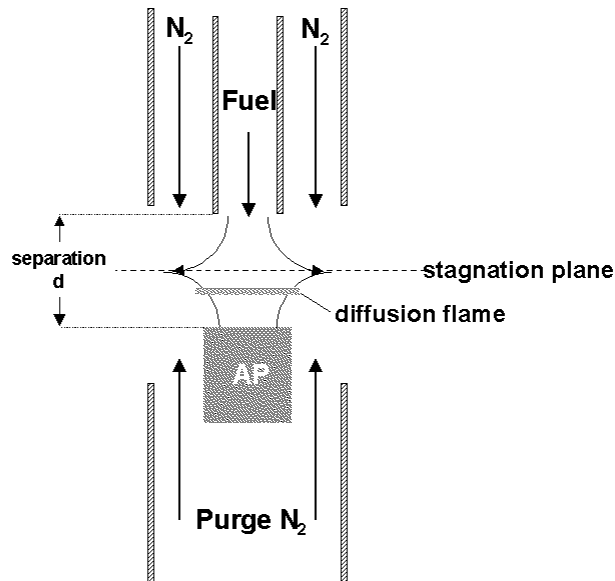 N₂ N₂
Fuel
separation
d
stagnation plane
diffusion flame
AP
Purge N₂